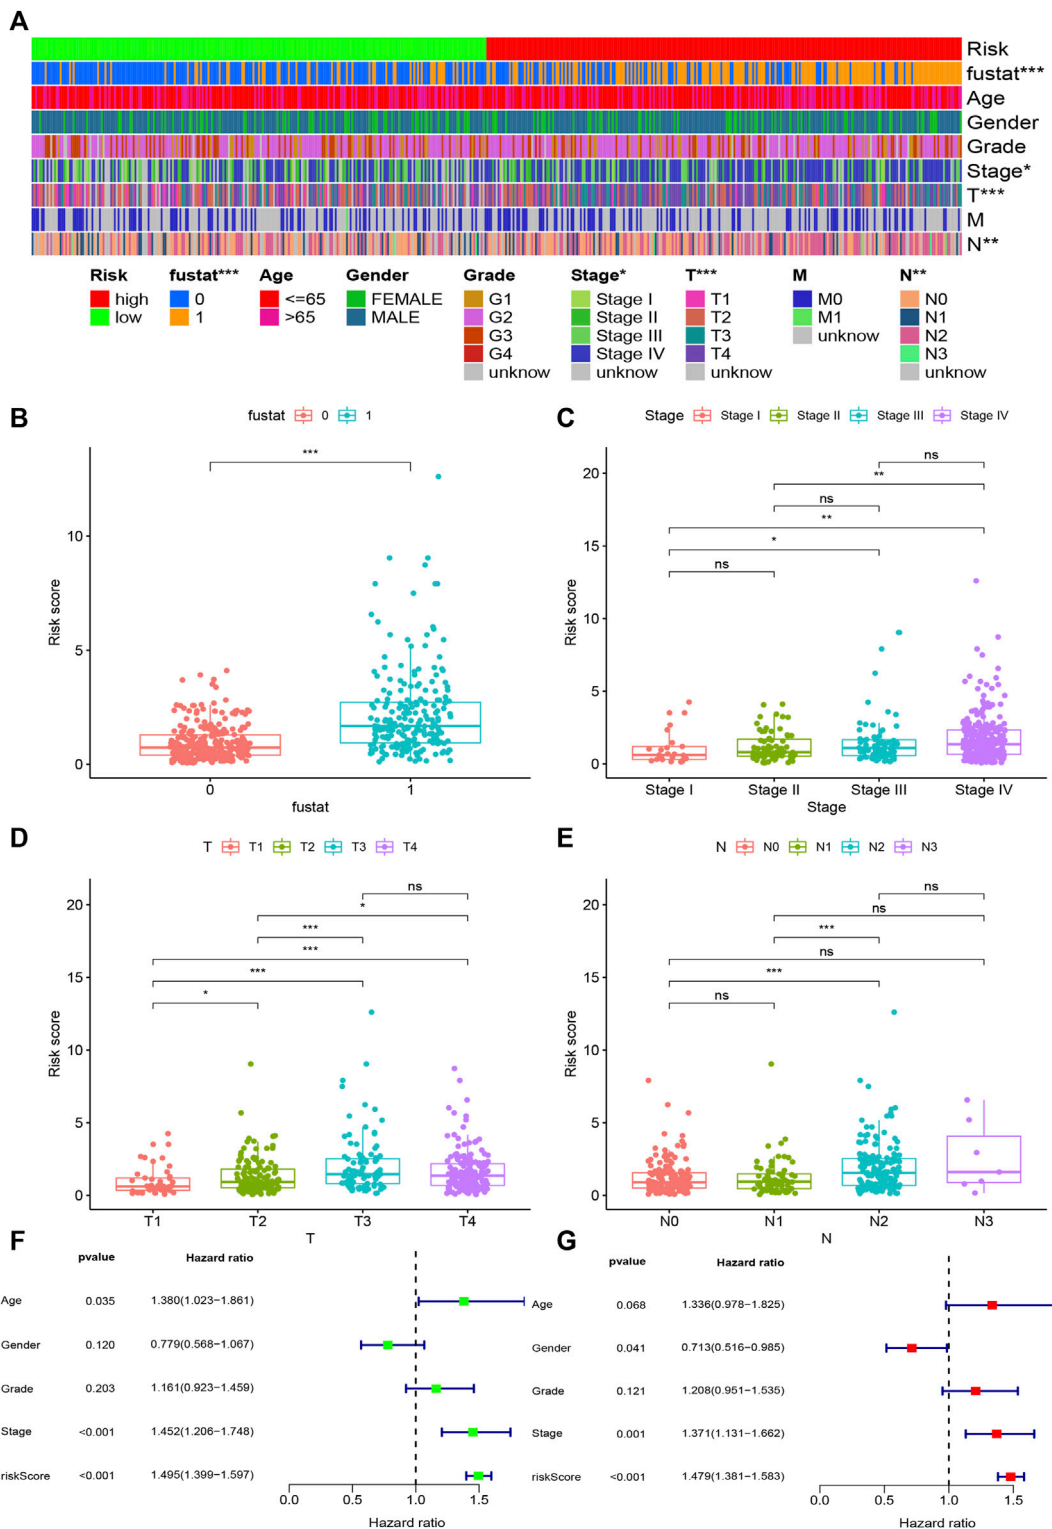 A
Risk
fustat***
Age
Gender
Grade
Stage*
T***
M
N**
Risk fustat*** Age Gender Grade Stage* T*** M N**
high 0 <=65 FEMALE G1 Stage I T1 M0 N0
low 1 >65 MALE G2 Stage II T2 M1 N1
G3 Stage III T3 unknow N2
G4 Stage IV T4 N3
unknow unknow unknow unknow
B
fustat 0 1
***
10
5
0
Risk score
0 1
fustat
C
Stage Stage I Stage II Stage III Stage IV
ns
**
ns
**
*
ns
20
15
10
5
0
Risk score
Stage I Stage II Stage III Stage IV
Stage
D
T T1 T2 T3 T4
ns
*
***
***
***
*
20
15
10
5
0
Risk score
T1 T2 T3 T4
T
E
N N0 N1 N2 N3
ns
ns
***
ns
***
ns
20
15
10
5
0
Risk score
N0 N1 N2 N3
N
F
pvalue Hazard ratio
Age 0.035 1.380(1.023−1.861)
Gender 0.120 0.779(0.568−1.067)
Grade 0.203 1.161(0.923−1.459)
Stage <0.001 1.452(1.206−1.748)
riskScore <0.001 1.495(1.399−1.597)
0.0 0.5 1.0 1.5
Hazard ratio
G
pvalue Hazard ratio
Age 0.068 1.336(0.978−1.825)
Gender 0.041 0.713(0.516−0.985)
Grade 0.121 1.208(0.951−1.535)
Stage 0.001 1.371(1.131−1.662)
riskScore <0.001 1.479(1.381−1.583)
0.0 0.5 1.0 1.5
Hazard ratio